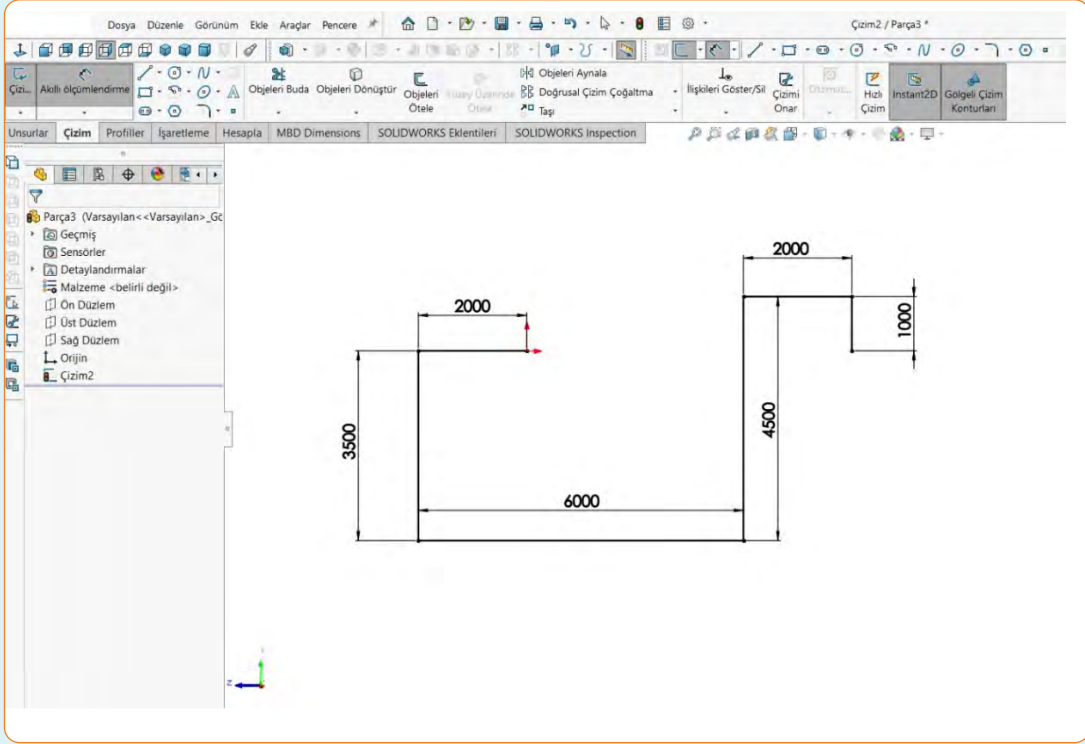 Dosya Düzenle Görünüm Ekle Araçlar Pencere
Çizim2 / Parça3 *
Çizi... Akıllı ölçümlendirme
Objeleri Buda Objeleri Dönüştür Objeleri Ötele
Objeleri Aynala
Doğrusal Çizim Çoğaltma
Taşı
İlişkileri Göster/Sil Çizimi Onar
Hızlı Çizim Instant2D Gölgeli Çizim Konturları
Unsurlar Çizim Profiller İşaretleme Hesapla MBD Dimensions SOLIDWORKS Eklentileri SOLIDWORKS Inspection
Parça3 (Varsayılan<<Varsayılan>_Gö
Geçmiş
Sensörler
Detaylandırmalar
Malzeme <belirli değil>
Ön Düzlem
Üst Düzlem
Sağ Düzlem
Orijin
Çizim2
2000
2000
1000
3500
4500
6000
Z